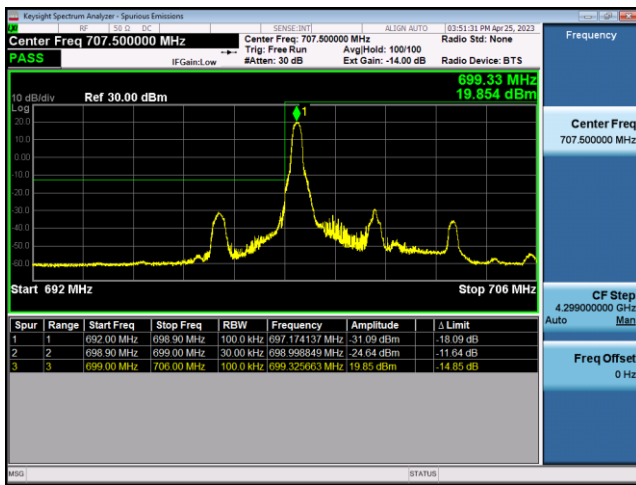 Keysight Spectrum Analyzer - Spurious Emissions
RF 50 Ω DC SENSE:INT ALIGN AUTO 03:51:31 PM Apr 25, 2023
Center Freq 707.500000 MHz
Center Freq: 707.500000 MHz
Radio Std: None
Trig: Free Run
Avg|Hold: 100/100
PASS
IFGain:Low
#Atten: 30 dB
Ext Gain: -14.00 dB
Radio Device: BTS
699.33 MHz
19.854 dBm
10 dB/div
Ref 30.00 dBm
Log
1
20.0
10.0
0.00
-10.0
-20.0
-30.0
-40.0
-50.0
-60.0
Start 692 MHz
Stop 706 MHz
Spur Range Start Freq Stop Freq RBW Frequency Amplitude Δ Limit
1 1 692.00 MHz 698.90 MHz 100.0 kHz 697.174137 MHz -31.09 dBm -18.09 dB
2 2 698.90 MHz 699.00 MHz 30.00 kHz 698.998849 MHz -24.64 dBm -11.64 dB
3 3 699.00 MHz 706.00 MHz 100.0 kHz 699.325663 MHz 19.85 dBm -14.85 dB
MSG
STATUS
Frequency
Center Freq
707.500000 MHz
CF Step
4.299000000 GHz
Auto Man
Freq Offset
0 Hz